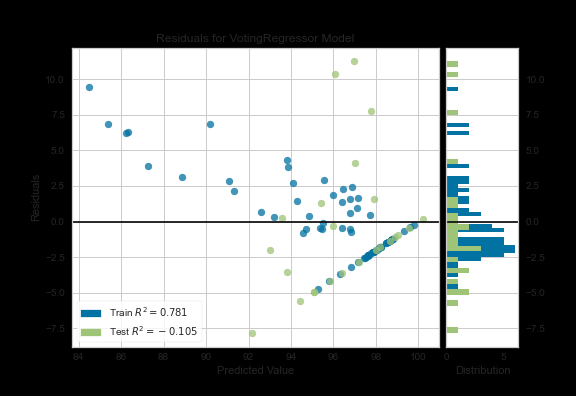 Residuals for VotingRegressor Model
Residuals
10.0
7.5
5.0
2.5
0.0
−2.5
−5.0
−7.5
10.0
7.5
5.0
2.5
0.0
−2.5
−5.0
−7.5
Train R² = 0.781
Test R² = −0.105
84 86 88 90 92 94 96 98 100
0 5
Predicted Value
Distribution